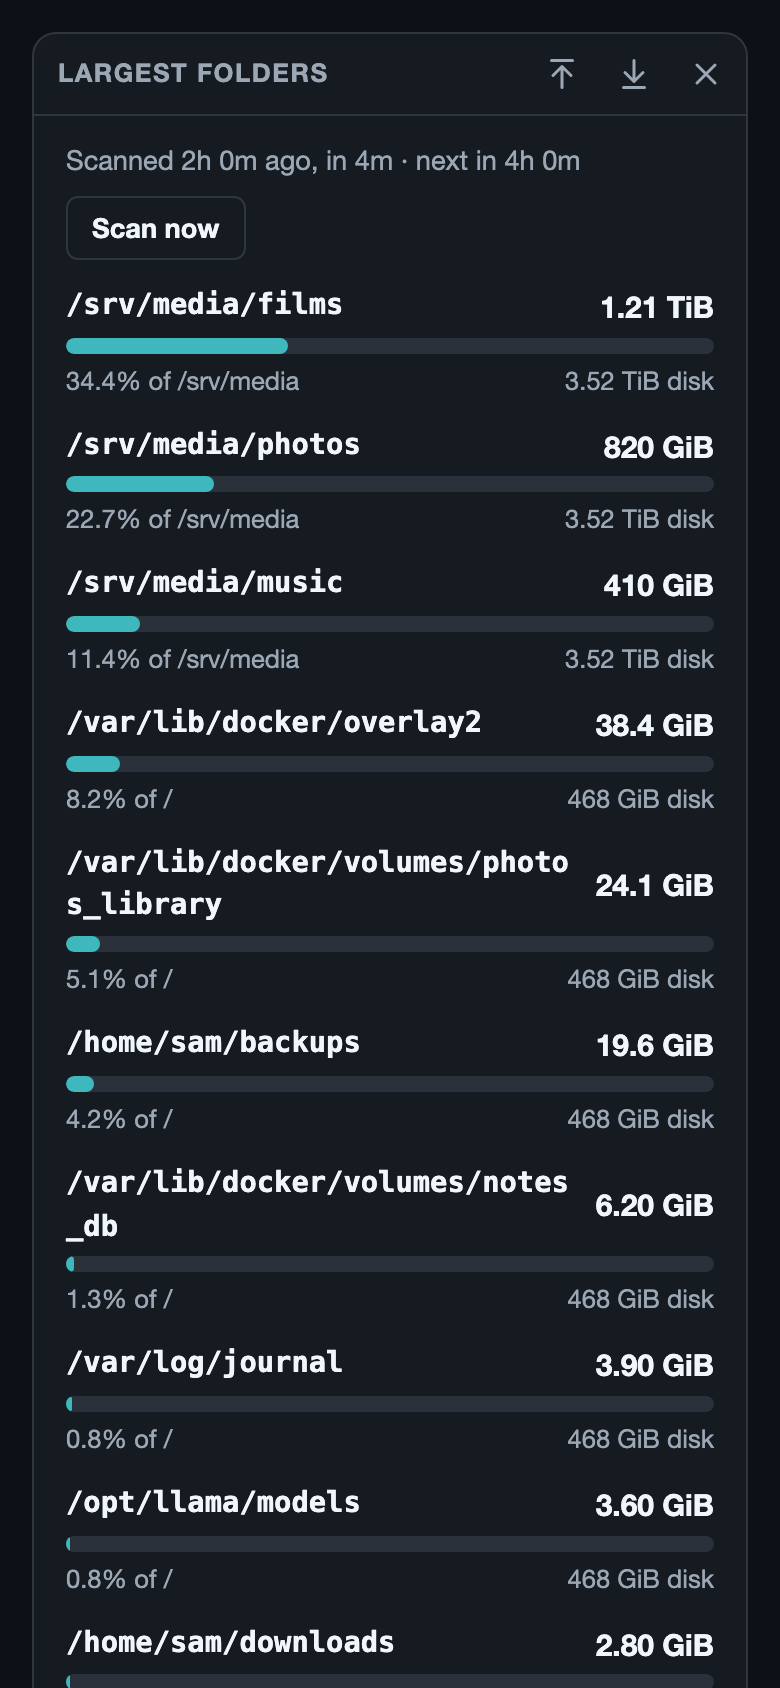 LARGEST FOLDERS
Scanned 2h 0m ago, in 4m · next in 4h 0m
Scan now
/srv/media/films 1.21 TiB
34.4% of /srv/media 3.52 TiB disk
/srv/media/photos 820 GiB
22.7% of /srv/media 3.52 TiB disk
/srv/media/music 410 GiB
11.4% of /srv/media 3.52 TiB disk
/var/lib/docker/overlay2 38.4 GiB
8.2% of / 468 GiB disk
/var/lib/docker/volumes/photo
s_library 24.1 GiB
5.1% of / 468 GiB disk
/home/sam/backups 19.6 GiB
4.2% of / 468 GiB disk
/var/lib/docker/volumes/notes
_db 6.20 GiB
1.3% of / 468 GiB disk
/var/log/journal 3.90 GiB
0.8% of / 468 GiB disk
/opt/llama/models 3.60 GiB
0.8% of / 468 GiB disk
/home/sam/downloads 2.80 GiB